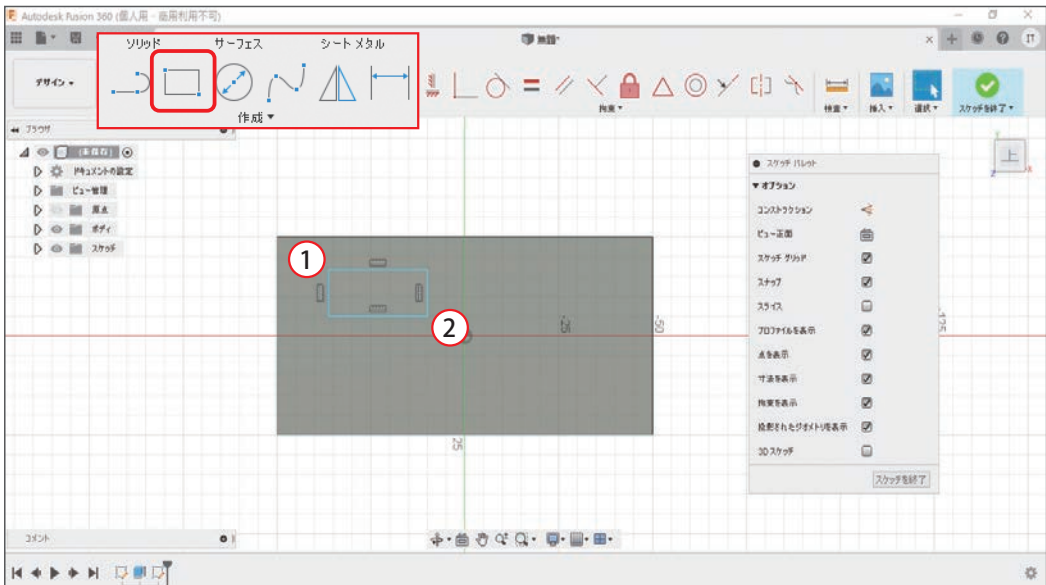 Autodesk Fusion 360 (個人用 - 商用利用不可)
無題*
IT
ソリッド サーフェス シート メタル
作成 ▼
デザイン ▼
拘束 ▼
検査 ▼
挿入 ▼
選択 ▼
スケッチを終了 ▼
ブラウザ
(未保存)
ドキュメントの設定
ビュー管理
原点
ボディ
スケッチ
上
Y
X
Z
①
②
-25
-50
-125
25
スケッチ パレット
▼ オプション
コンストラクション
ビュー正面
スケッチ グリッド
スナップ
スライス
プロファイルを表示
点を表示
寸法を表示
拘束を表示
投影されたジオメトリを表示
3D スケッチ
スケッチを終了
コメント